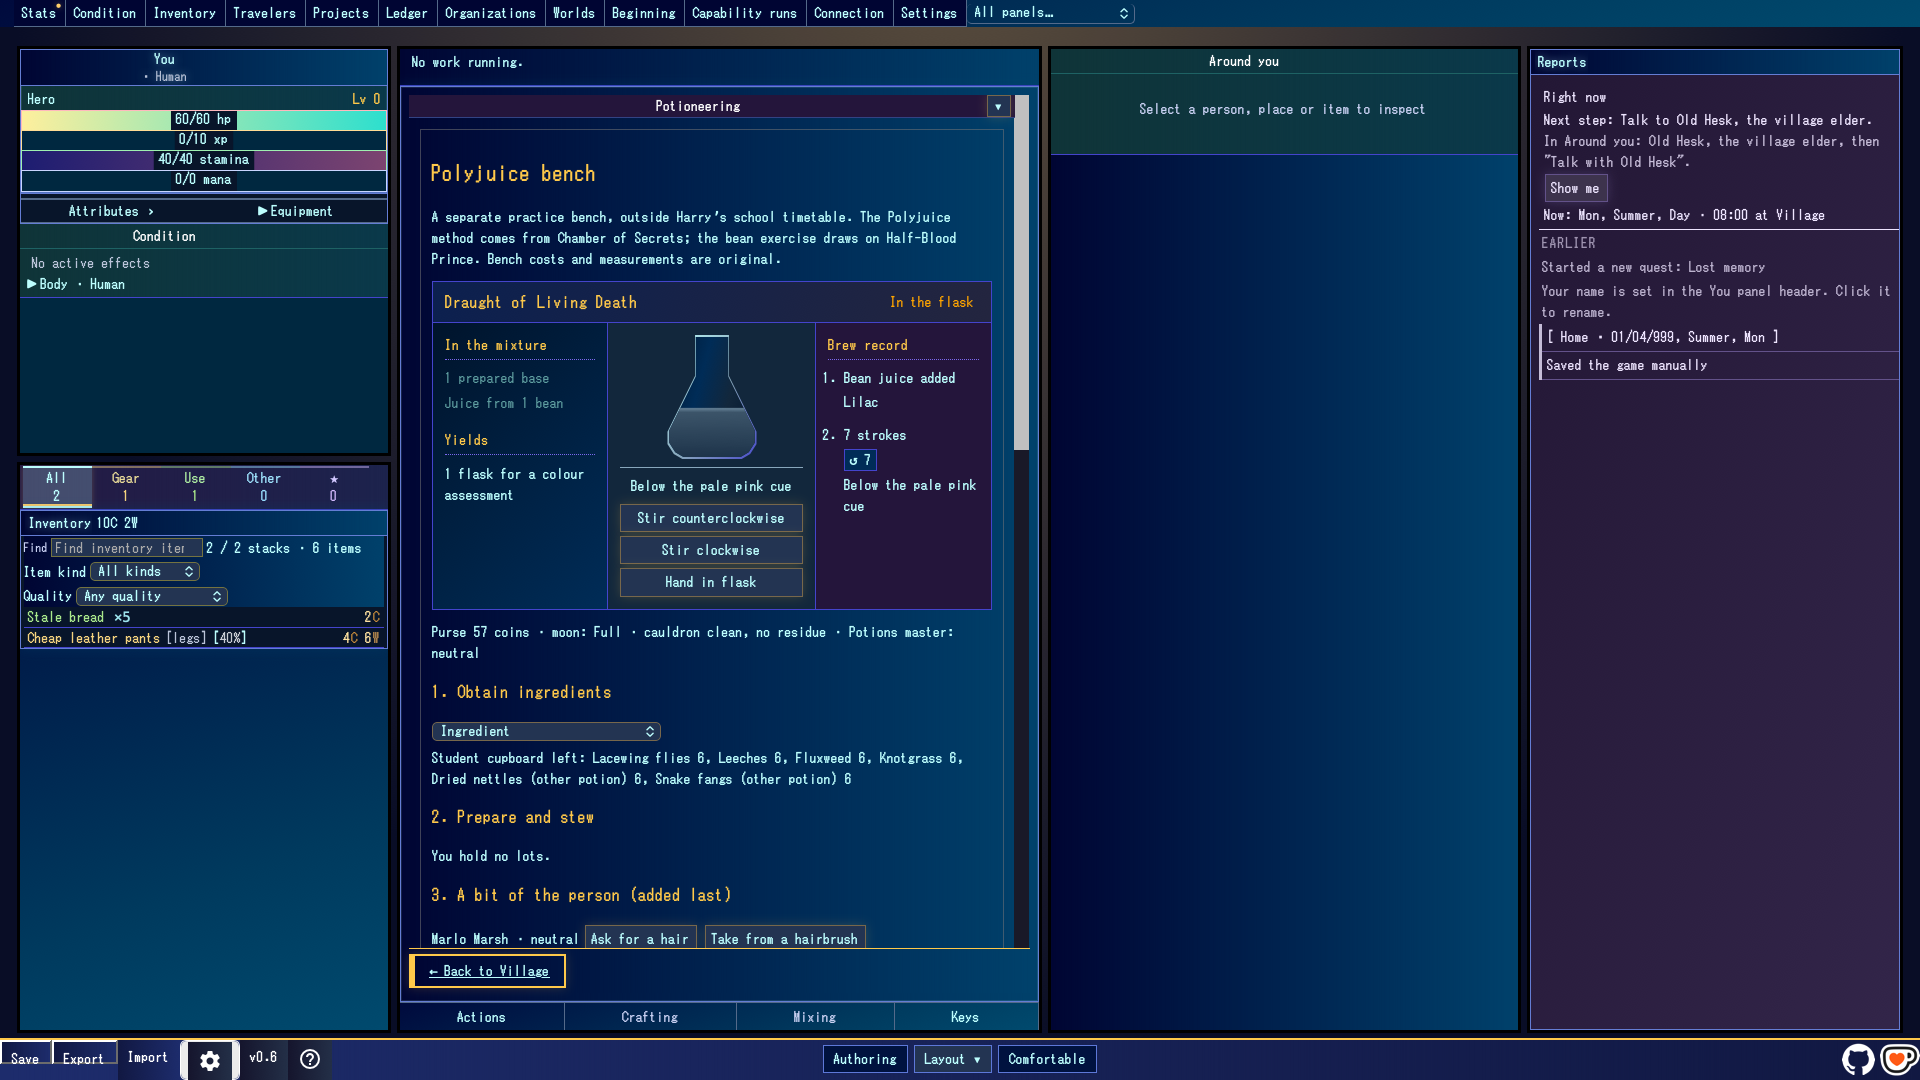 Stats Condition Inventory Travelers Projects Ledger Organizations Worlds Beginning Capability runs Connection Settings All panels…
You
· Human
Hero Lv 0
60/60 hp
0/10 xp
40/40 stamina
0/0 mana
Attributes › ▶Equipment
Condition
No active effects
▶Body · Human
All Gear Use Other ★
2 1 1 0 0
Inventory 10C 2W
Find Find inventory iter 2 / 2 stacks · 6 items
Item kind All kinds
Quality Any quality
Stale bread ×5 2C
Cheap leather pants [legs] [40%] 4C 6W
No work running.
Potioneering ▼
Polyjuice bench
A separate practice bench, outside Harry's school timetable. The Polyjuice
method comes from Chamber of Secrets; the bean exercise draws on Half-Blood
Prince. Bench costs and measurements are original.
Draught of Living Death In the flask
In the mixture
1 prepared base
Juice from 1 bean
Yields
1 flask for a colour
assessment
Below the pale pink cue
Stir counterclockwise
Stir clockwise
Hand in flask
Brew record
1. Bean juice added
Lilac
2. 7 strokes
↺ 7
Below the pale pink
cue
Purse 57 coins · moon: Full · cauldron clean, no residue · Potions master:
neutral
1. Obtain ingredients
Ingredient
Student cupboard left: Lacewing flies 6, Leeches 6, Fluxweed 6, Knotgrass 6,
Dried nettles (other potion) 6, Snake fangs (other potion) 6
2. Prepare and stew
You hold no lots.
3. A bit of the person (added last)
Marlo Marsh · neutral Ask for a hair Take from a hairbrush
← Back to Village
Actions Crafting Mixing Keys
Around you
Select a person, place or item to inspect
Reports
Right now
Next step: Talk to Old Hesk, the village elder.
In Around you: Old Hesk, the village elder, then
"Talk with Old Hesk".
Show me
Now: Mon, Summer, Day · 08:00 at Village
EARLIER
Started a new quest: Lost memory
Your name is set in the You panel header. Click it
to rename.
[ Home · 01/04/999, Summer, Mon ]
Saved the game manually
Save Export Import v0.6 Authoring Layout ▼ Comfortable